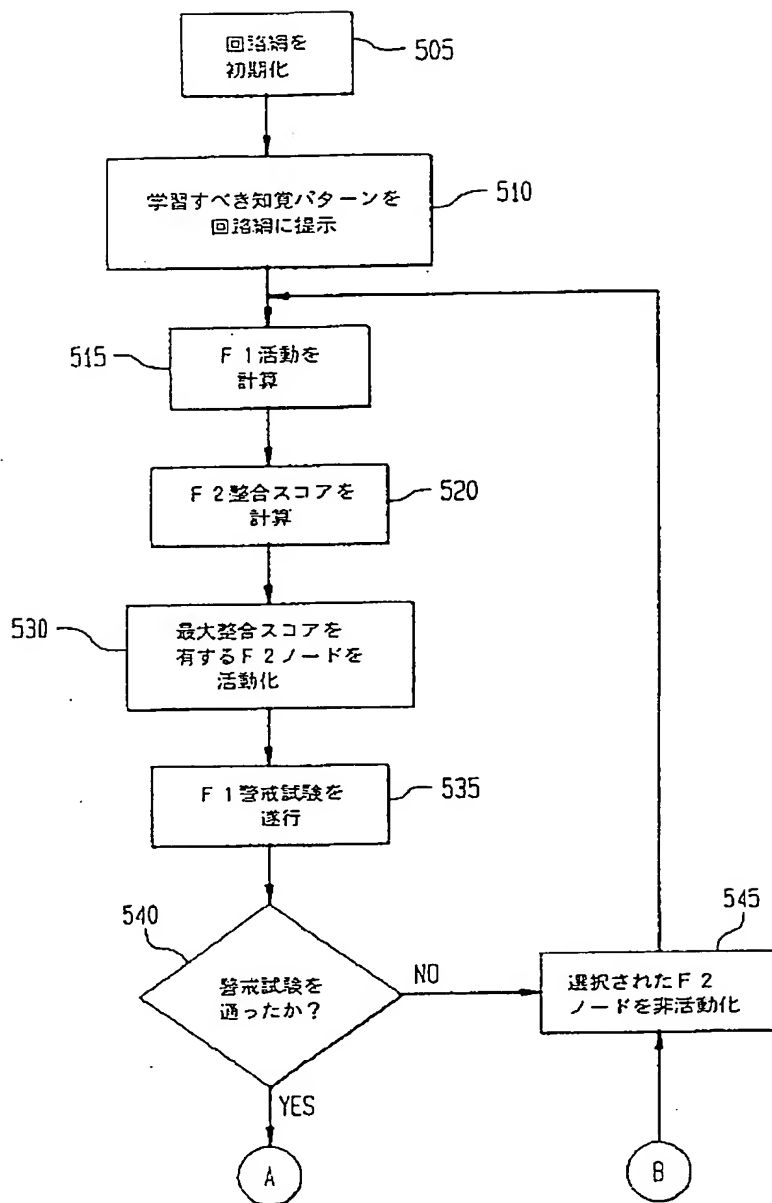 回路網を
初期化
505
学習すべき知覚パターンを
回路網に提示
510
515
F1活動を
計算
F2整合スコアを
計算
520
530
最大整合スコアを
有するF2ノードを
活動化
F1警戒試験を
遂行
535
540
警戒試験を
通ったか?
NO
YES
545
選択されたF2
ノードを非活動化
A
B